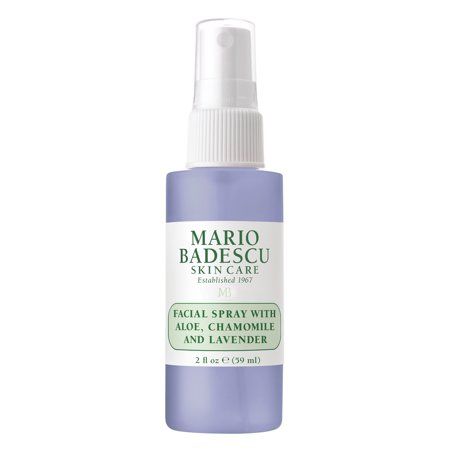 MARIO
BADESCU
SKIN CARE
Established 1967
MB
FACIAL SPRAY WITH
ALOE, CHAMOMILE
AND LAVENDER
2 fl oz ℮ (59 ml)